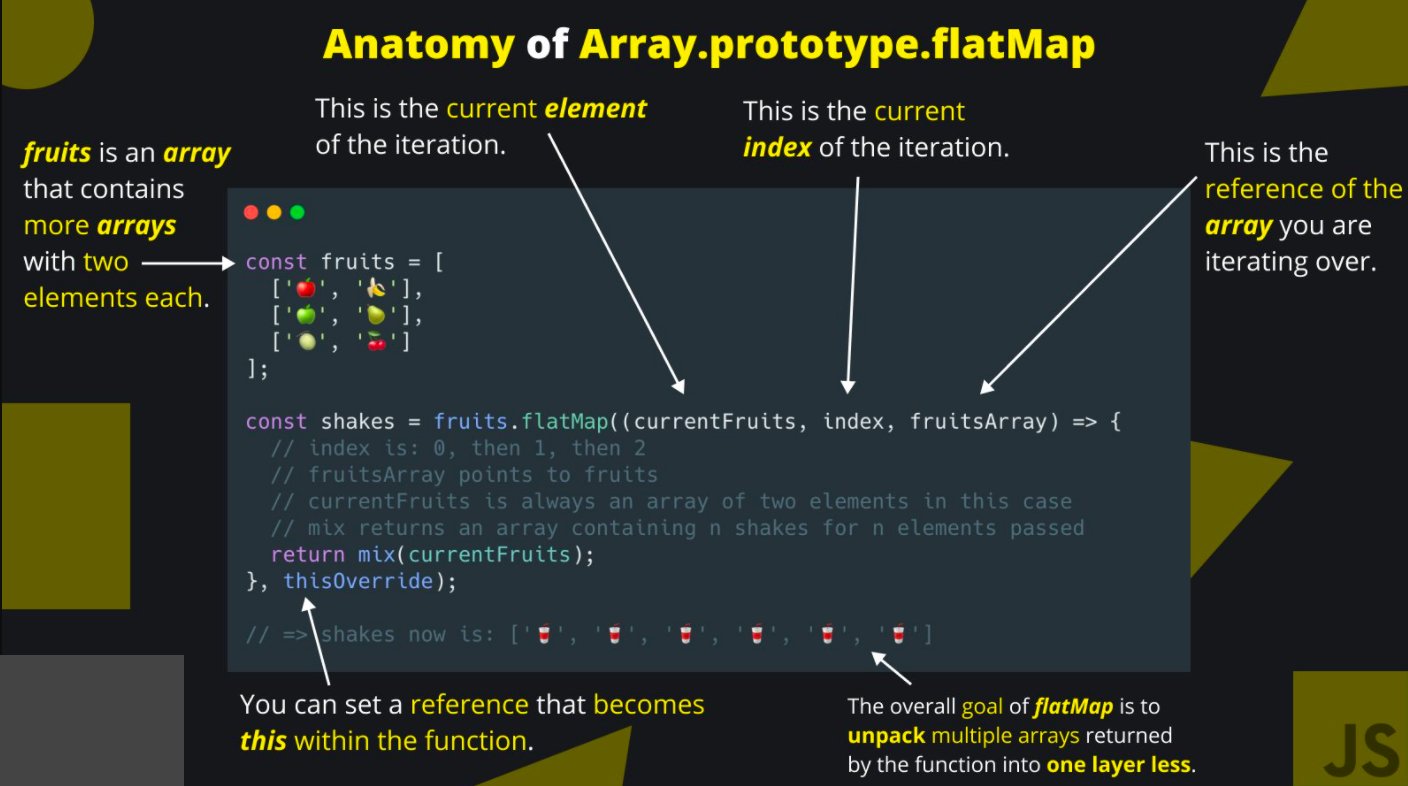 Anatomy of Array.prototype.flatMap
This is the current element
of the iteration.
This is the current
index of the iteration.
This is the
reference of the
array you are
iterating over.
fruits is an array
that contains
more arrays
with two
elements each.
const fruits = [
['🍎', '🍌'],
['🍏', '🍐'],
['🍈', '🍒']
];
const shakes = fruits.flatMap((currentFruits, index, fruitsArray) => {
// index is: 0, then 1, then 2
// fruitsArray points to fruits
// currentFruits is always an array of two elements in this case
// mix returns an array containing n shakes for n elements passed
return mix(currentFruits);
}, thisOverride);
// => shakes now is: ['🥤', '🥤', '🥤', '🥤', '🥤', '🥤']
You can set a reference that becomes
this within the function.
The overall goal of flatMap is to
unpack multiple arrays returned
by the function into one layer less.
JS